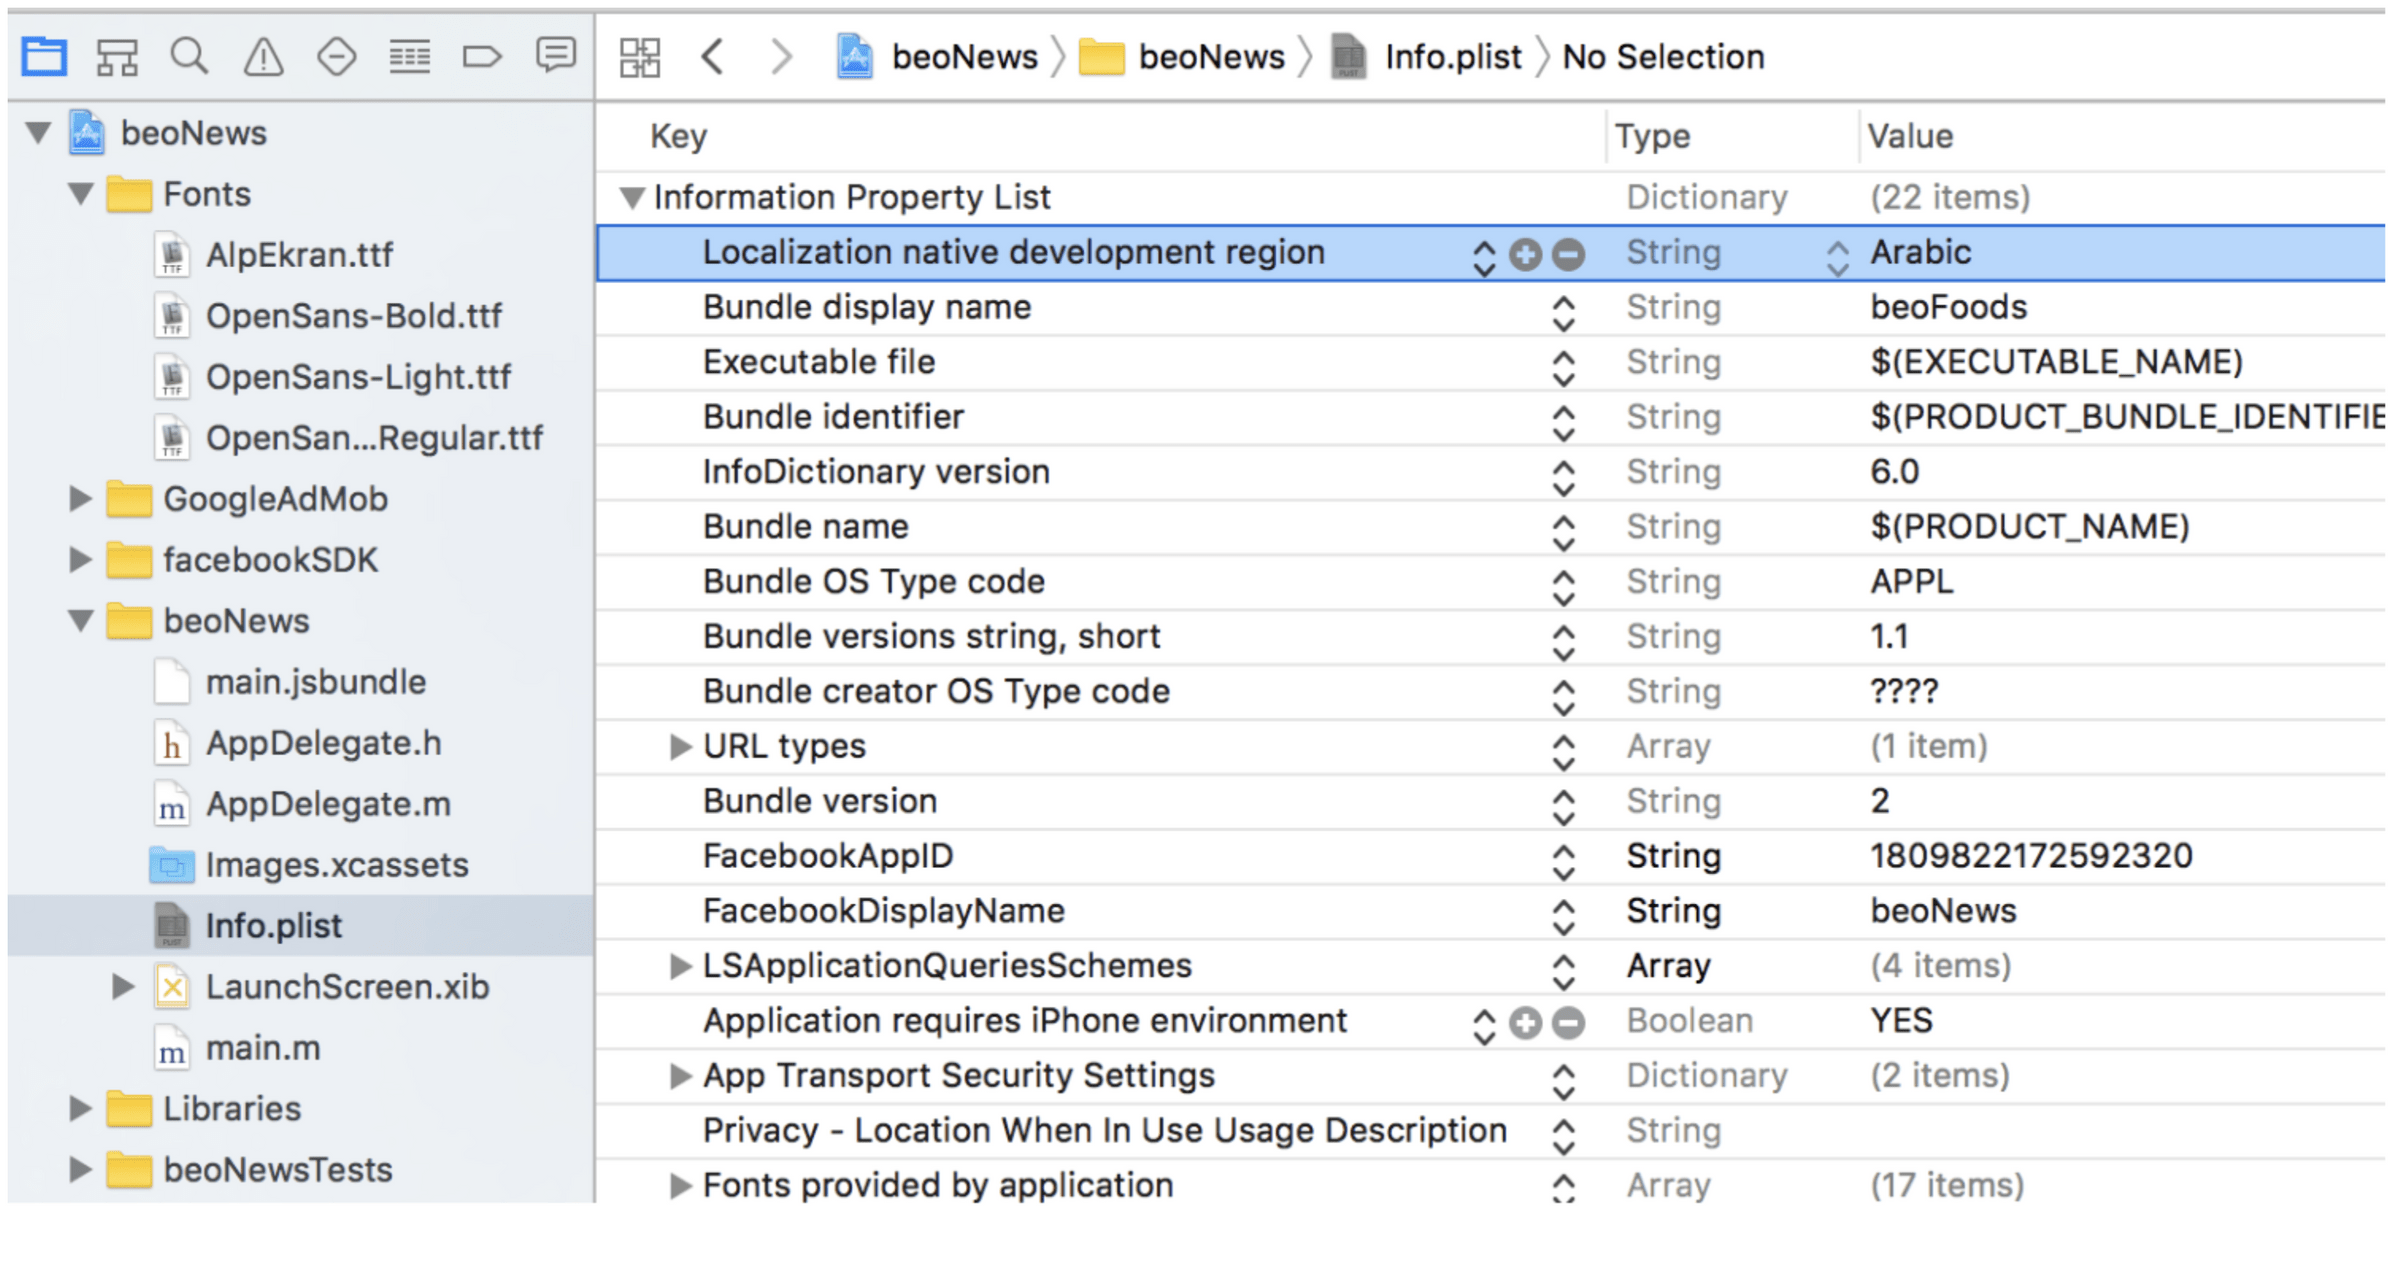 beoNews beoNews Info.plist No Selection
beoNews
Fonts
AlpEkran.ttf
OpenSans-Bold.ttf
OpenSans-Light.ttf
OpenSan...Regular.ttf
GoogleAdMob
facebookSDK
beoNews
main.jsbundle
AppDelegate.h
AppDelegate.m
Images.xcassets
Info.plist
LaunchScreen.xib
main.m
Libraries
beoNewsTests
Key Type Value
Information Property List Dictionary (22 items)
Localization native development region String Arabic
Bundle display name String beoFoods
Executable file String $(EXECUTABLE_NAME)
Bundle identifier String $(PRODUCT_BUNDLE_IDENTIFIE
InfoDictionary version String 6.0
Bundle name String $(PRODUCT_NAME)
Bundle OS Type code String APPL
Bundle versions string, short String 1.1
Bundle creator OS Type code String ????
URL types Array (1 item)
Bundle version String 2
FacebookAppID String 1809822172592320
FacebookDisplayName String beoNews
LSApplicationQueriesSchemes Array (4 items)
Application requires iPhone environment Boolean YES
App Transport Security Settings Dictionary (2 items)
Privacy - Location When In Use Usage Description String
Fonts provided by application Array (17 items)